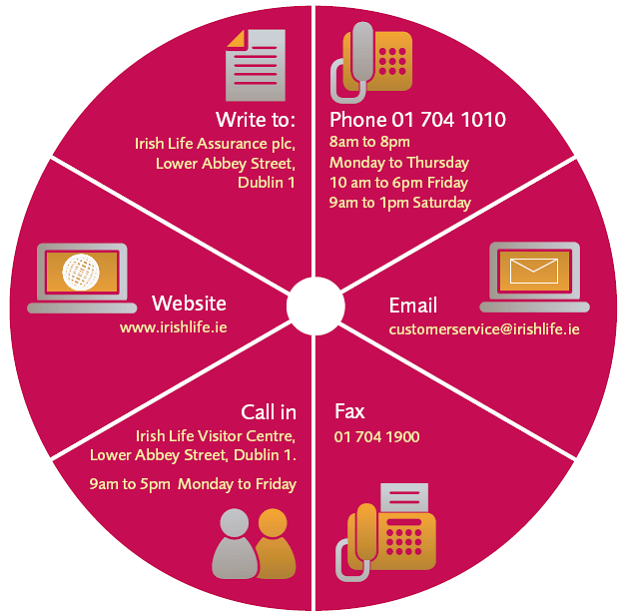 Write to:
Irish Life Assurance plc,
Lower Abbey Street,
Dublin 1
Phone 01 704 1010
8am to 8pm
Monday to Thursday
10 am to 6pm Friday
9am to 1pm Saturday
Website
www.irishlife.ie
Email
customerservice@irishlife.ie
Call in
Irish Life Visitor Centre,
Lower Abbey Street, Dublin 1.
9am to 5pm Monday to Friday
Fax
01 704 1900